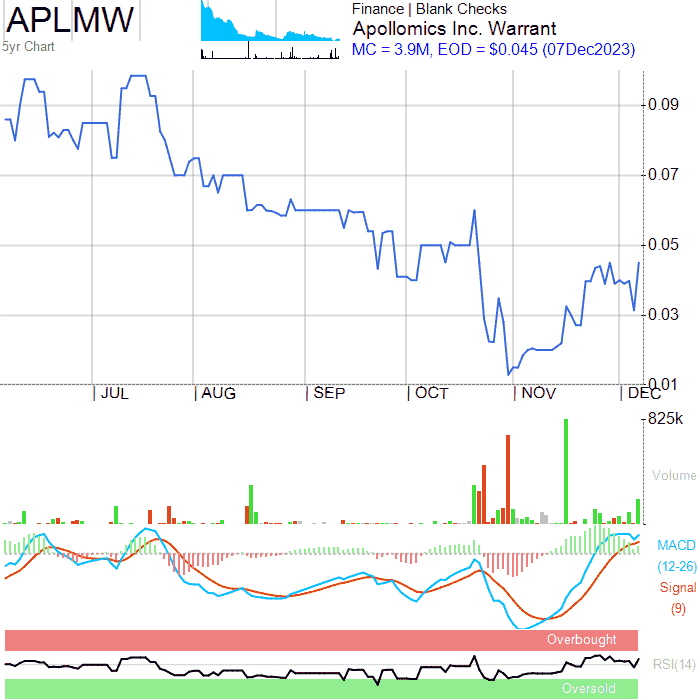 APLMW
5yr Chart
Finance | Blank Checks
Apollomics Inc. Warrant
MC = 3.9M, EOD = $0.045 (07Dec2023)
0.09
0.07
0.05
0.03
0.01
JUL AUG SEP OCT NOV DEC
825k
Volume
MACD
(12-26)
Signal
(9)
Overbought
RSI(14)
Oversold